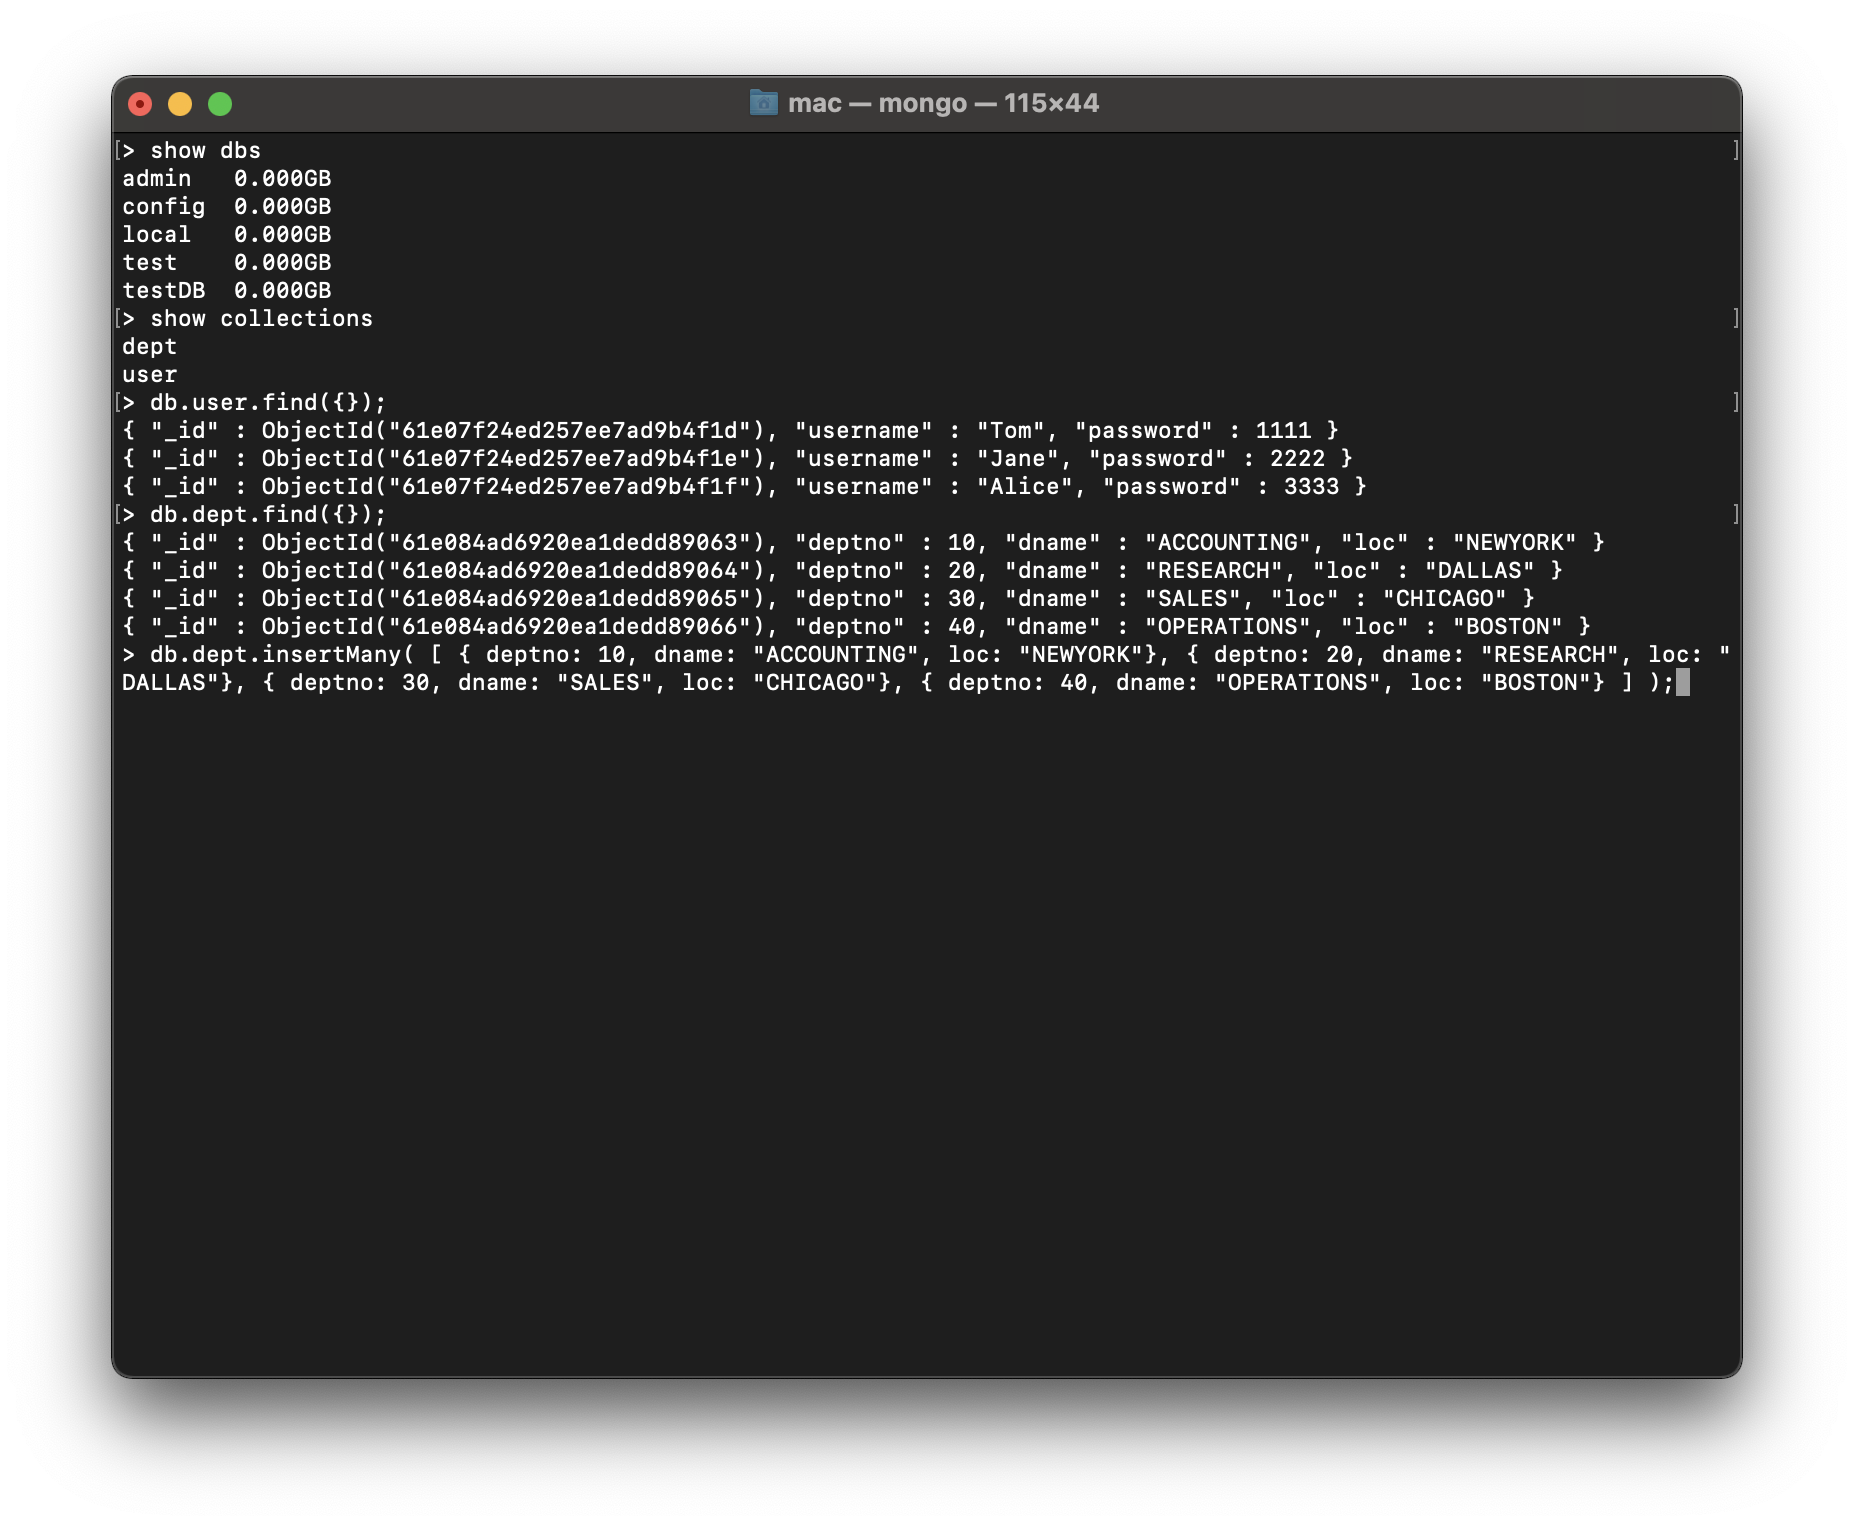 mac — mongo — 115×44
[> show dbs ]
admin   0.000GB
config  0.000GB
local   0.000GB
test    0.000GB
testDB  0.000GB
[> show collections ]
dept
user
[> db.user.find({}); ]
{ "_id" : ObjectId("61e07f24ed257ee7ad9b4f1d"), "username" : "Tom", "password" : 1111 }
{ "_id" : ObjectId("61e07f24ed257ee7ad9b4f1e"), "username" : "Jane", "password" : 2222 }
{ "_id" : ObjectId("61e07f24ed257ee7ad9b4f1f"), "username" : "Alice", "password" : 3333 }
[> db.dept.find({}); ]
{ "_id" : ObjectId("61e084ad6920ea1dedd89063"), "deptno" : 10, "dname" : "ACCOUNTING", "loc" : "NEWYORK" }
{ "_id" : ObjectId("61e084ad6920ea1dedd89064"), "deptno" : 20, "dname" : "RESEARCH", "loc" : "DALLAS" }
{ "_id" : ObjectId("61e084ad6920ea1dedd89065"), "deptno" : 30, "dname" : "SALES", "loc" : "CHICAGO" }
{ "_id" : ObjectId("61e084ad6920ea1dedd89066"), "deptno" : 40, "dname" : "OPERATIONS", "loc" : "BOSTON" }
> db.dept.insertMany( [ { deptno: 10, dname: "ACCOUNTING", loc: "NEWYORK"}, { deptno: 20, dname: "RESEARCH", loc: "
DALLAS"}, { deptno: 30, dname: "SALES", loc: "CHICAGO"}, { deptno: 40, dname: "OPERATIONS", loc: "BOSTON"} ] );